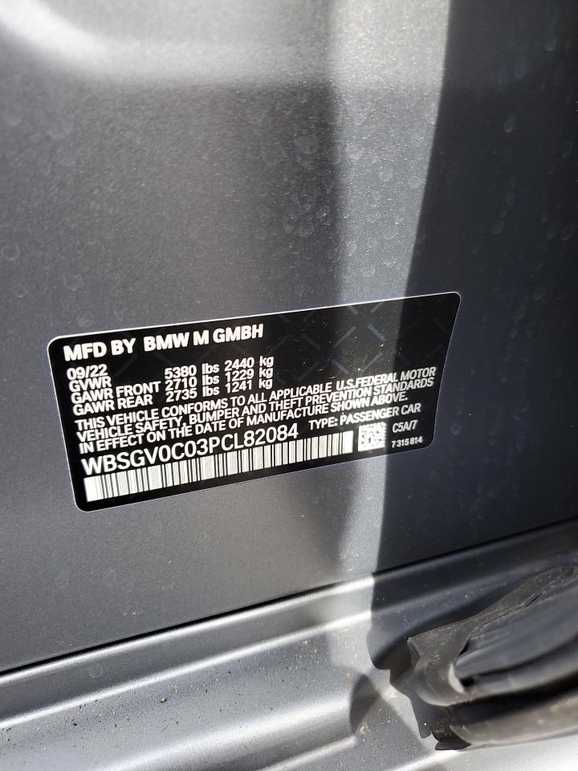 MFD BY BMW M GMBH
09/22 5380 lbs 2440 kg
GVWR
GAWR FRONT 2710 lbs 1229 kg
GAWR REAR 2735 lbs 1241 kg
THIS VEHICLE CONFORMS TO ALL APPLICABLE U.S.FEDERAL MOTOR
VEHICLE SAFETY, BUMPER AND THEFT PREVENTION STANDARDS
IN EFFECT ON THE DATE OF MANUFACTURE SHOWN ABOVE.
WBSGV0C03PCL82084 TYPE: PASSENGER CAR
C5A/7
7 315 814